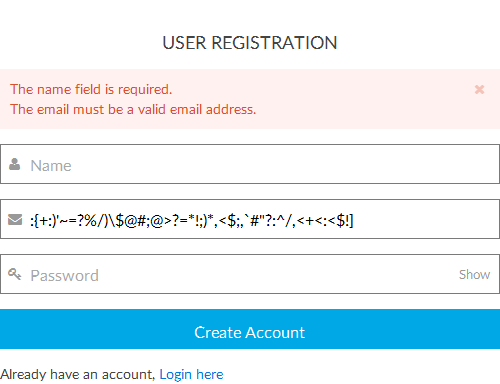 USER REGISTRATION
The name field is required.
The email must be a valid email address.
Name
:{+:)'~=?%/)\$@#;@>?=*!;)*,<$;,`#"?:^/,<+<:<$!]
Password Show
Create Account
Already have an account, Login here